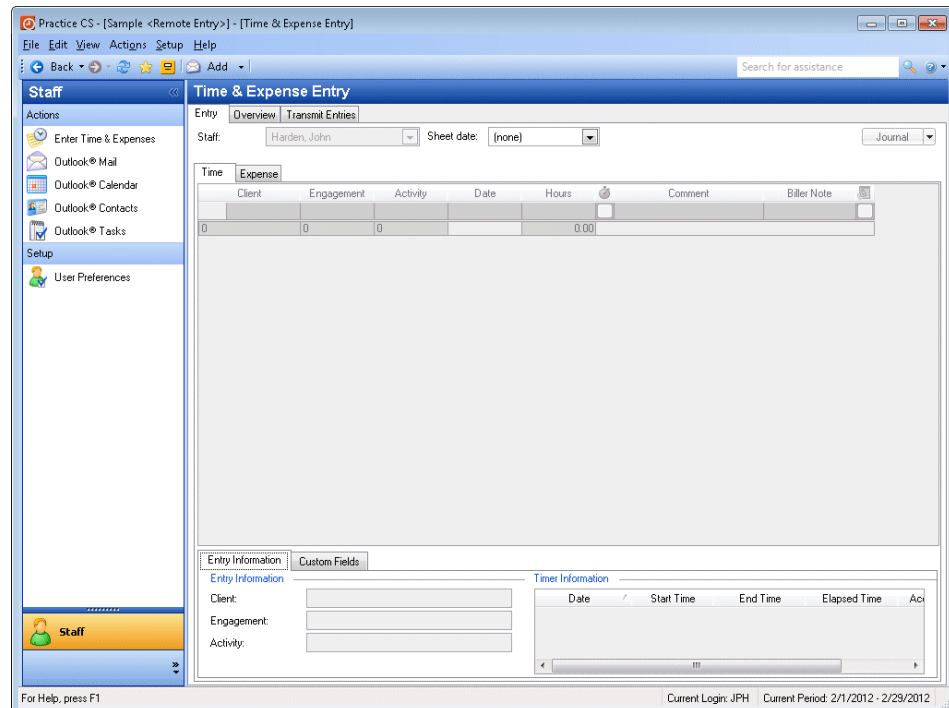 Practice CS - [Sample <Remote Entry>] - [Time & Expense Entry]
File Edit View Actions Setup Help
Back Add Search for assistance
Staff Time & Expense Entry
Actions Entry Overview Transmit Entries
Enter Time & Expenses Staff: Harden, John Sheet date: (none) Journal
Outlook® Mail
Time Expense
Outlook® Calendar Client Engagement Activity Date Hours Comment Biller Note
Outlook® Contacts
Outlook® Tasks 0 0 0 0.00
Setup
User Preferences
Entry Information Custom Fields
Entry Information Timer Information
Client: Date Start Time End Time Elapsed Time
Engagement:
Staff
Activity:
For Help, press F1 Current Login: JPH Current Period: 2/1/2012 - 2/29/2012